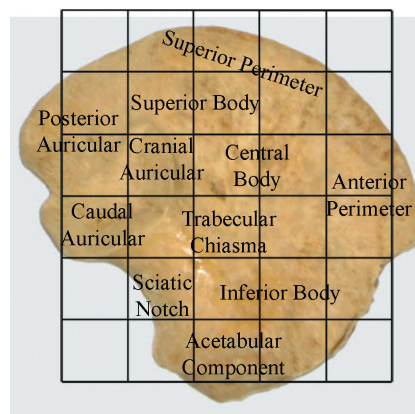 Superior Perimeter
Superior Body
Posterior
Auricular
Cranial
Auricular
Central
Body
Anterior
Perimeter
Caudal
Auricular
Trabecular
Chiasma
Sciatic
Notch
Inferior Body
Acetabular
Component